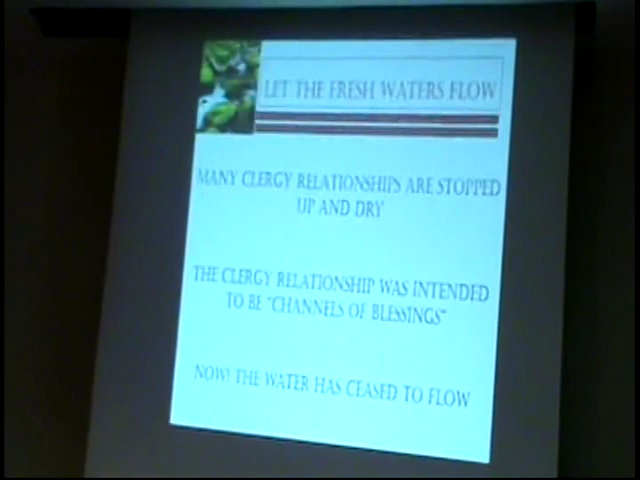 LET THE FRESH WATERS FLOW
MANY CLERGY RELATIONSHIPS ARE STOPPED
UP AND DRY
THE CLERGY RELATIONSHIP WAS INTENDED
TO BE "CHANNELS OF BLESSINGS"
NOW! THE WATER HAS CEASED TO FLOW